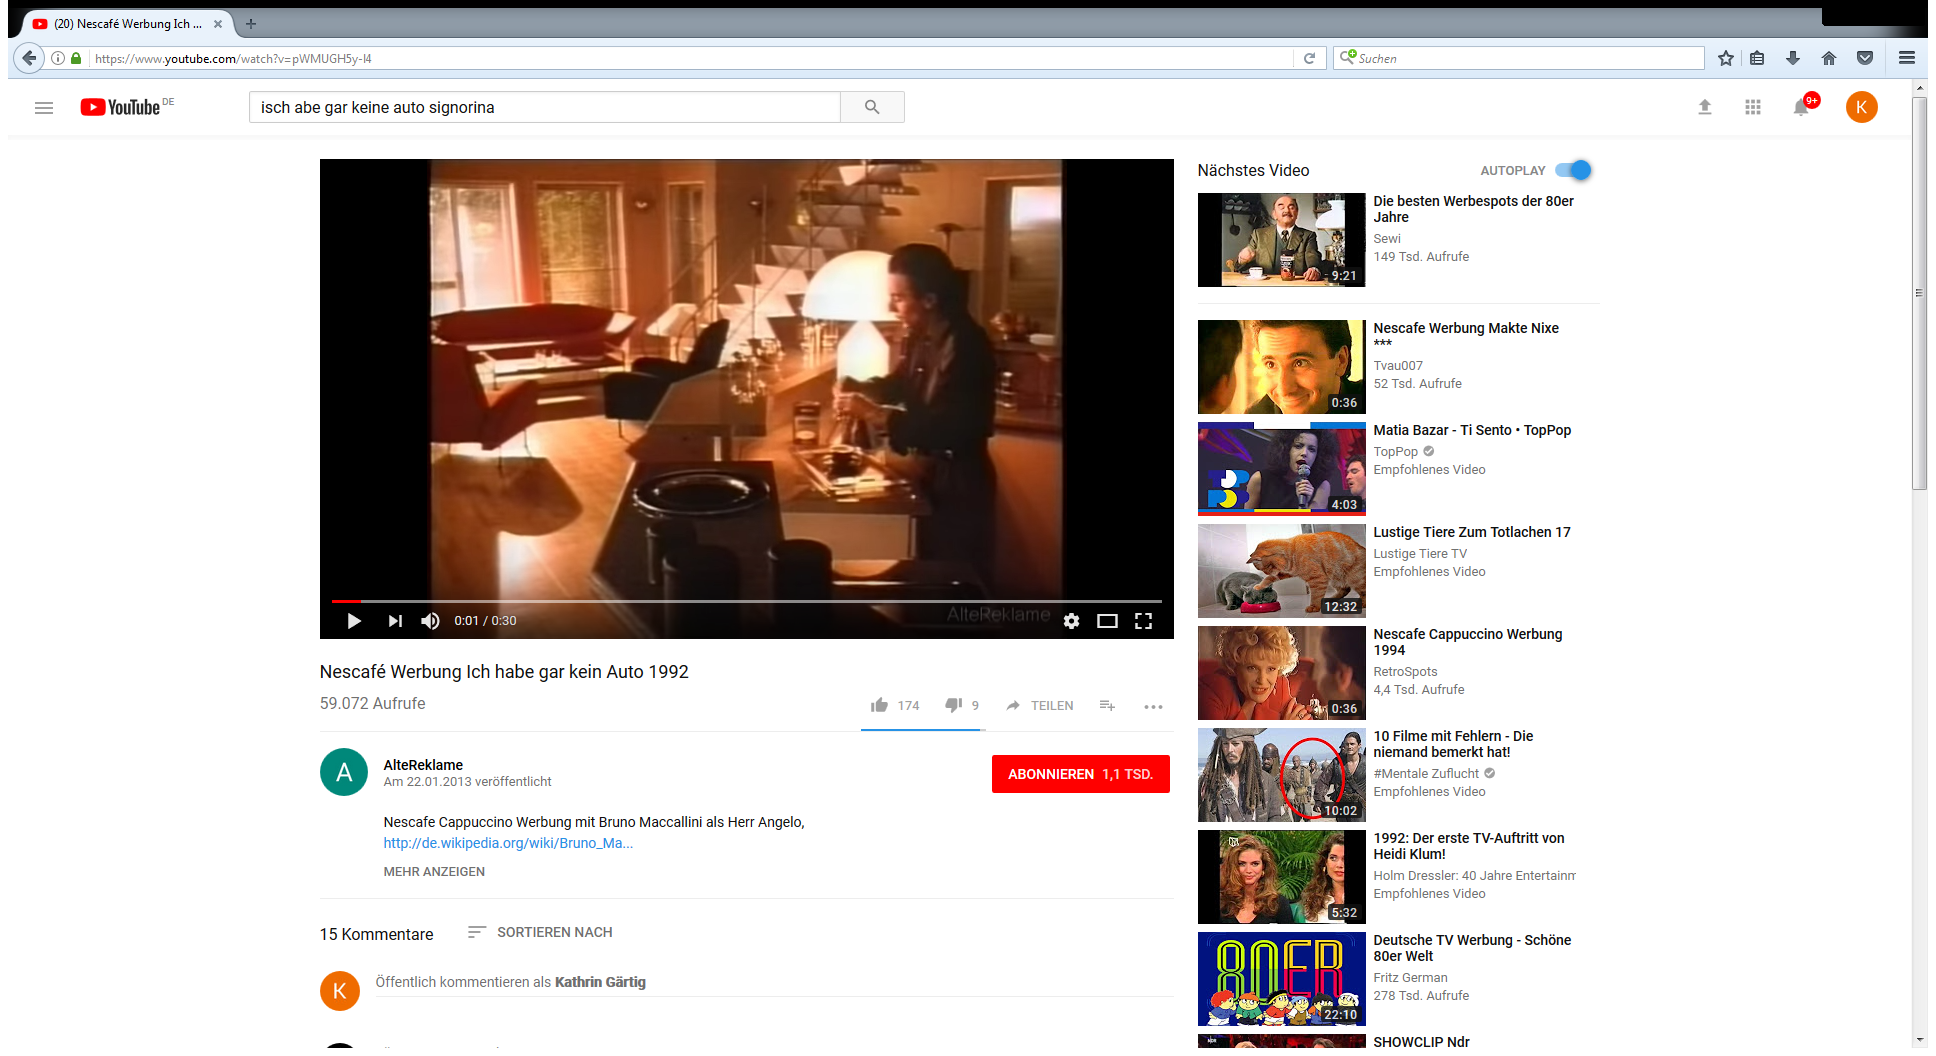 (20) Nescafé Werbung Ich ...
https://www.youtube.com/watch?v=pWMUGH5y-I4
Suchen
YouTube DE
isch abe gar keine auto signorina
9+
K
AlteReklame
0:01 / 0:30
Nescafé Werbung Ich habe gar kein Auto 1992
59.072 Aufrufe
174
9
TEILEN
A
AlteReklame
Am 22.01.2013 veröffentlicht
ABONNIEREN 1,1 TSD.
Nescafe Cappuccino Werbung mit Bruno Maccallini als Herr Angelo,
http://de.wikipedia.org/wiki/Bruno_Ma...
MEHR ANZEIGEN
15 Kommentare
SORTIEREN NACH
K
Öffentlich kommentieren als Kathrin Gärtig
Nächstes Video
AUTOPLAY
9:21
Die besten Werbespots der 80er
Jahre
Sewi
149 Tsd. Aufrufe
0:36
Nescafe Werbung Makte Nixe
***
Tvau007
52 Tsd. Aufrufe
TOP
POP
4:03
Matia Bazar - Ti Sento • TopPop
TopPop
Empfohlenes Video
12:32
Lustige Tiere Zum Totlachen 17
Lustige Tiere TV
Empfohlenes Video
0:36
Nescafe Cappuccino Werbung
1994
RetroSpots
4,4 Tsd. Aufrufe
10:02
10 Filme mit Fehlern - Die
niemand bemerkt hat!
#Mentale Zuflucht
Empfohlenes Video
5:32
1992: Der erste TV-Auftritt von
Heidi Klum!
Holm Dressler: 40 Jahre Entertainm
Empfohlenes Video
80ER
22:10
Deutsche TV Werbung - Schöne
80er Welt
Fritz German
278 Tsd. Aufrufe
SHOWCLIP Ndr